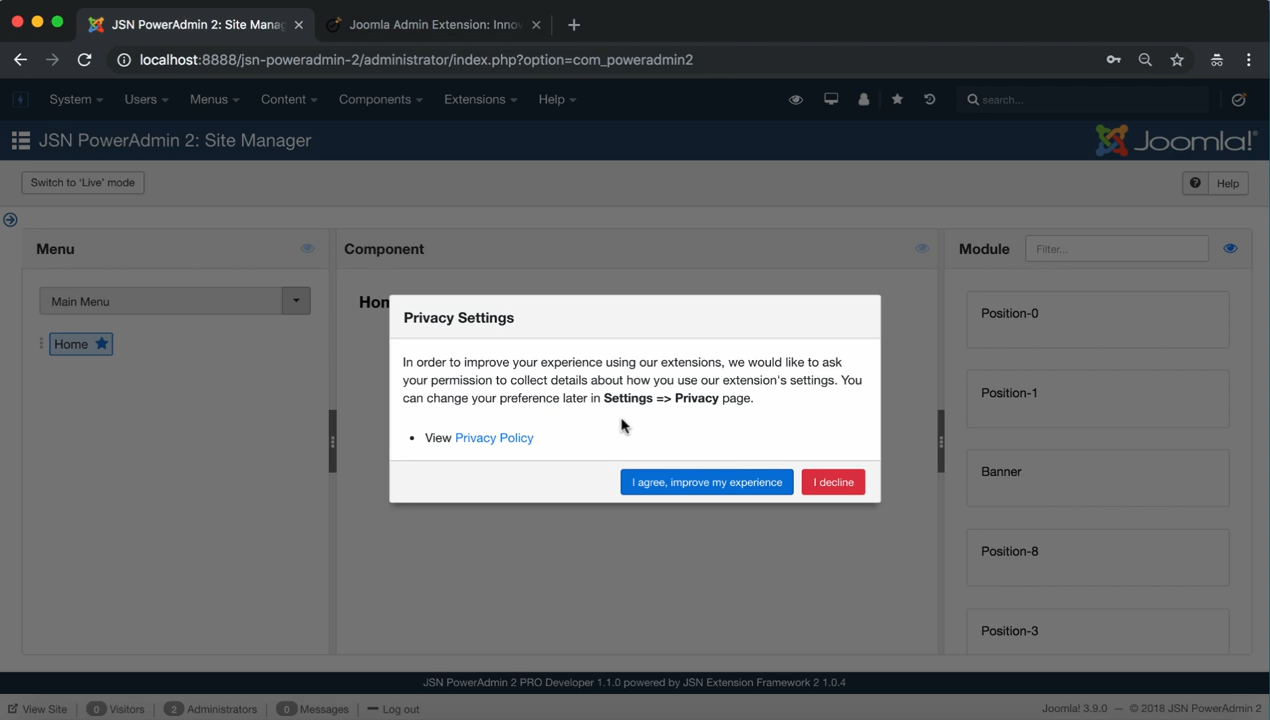 JSN PowerAdmin 2: Site Mana
Joomla Admin Extension: Innov
localhost:8888/jsn-poweradmin-2/administrator/index.php?option=com_poweradmin2
System Users Menus Content Components Extensions Help search...
JSN PowerAdmin 2: Site Manager
Joomla!
Switch to 'Live' mode
Help
Menu
Component
Module
Filter...
Main Menu
Home
Hon
Position-0
Position-1
Banner
Position-8
Position-3
Privacy Settings
In order to improve your experience using our extensions, we would like to ask
your permission to collect details about how you use our extension's settings. You
can change your preference later in Settings => Privacy page.
• View Privacy Policy
I agree, improve my experience
I decline
JSN PowerAdmin 2 PRO Developer 1.1.0 powered by JSN Extension Framework 2 1.0.4
View Site 0 Visitors 2 Administrators 0 Messages Log out
Joomla! 3.9.0 — © 2018 JSN PowerAdmin 2